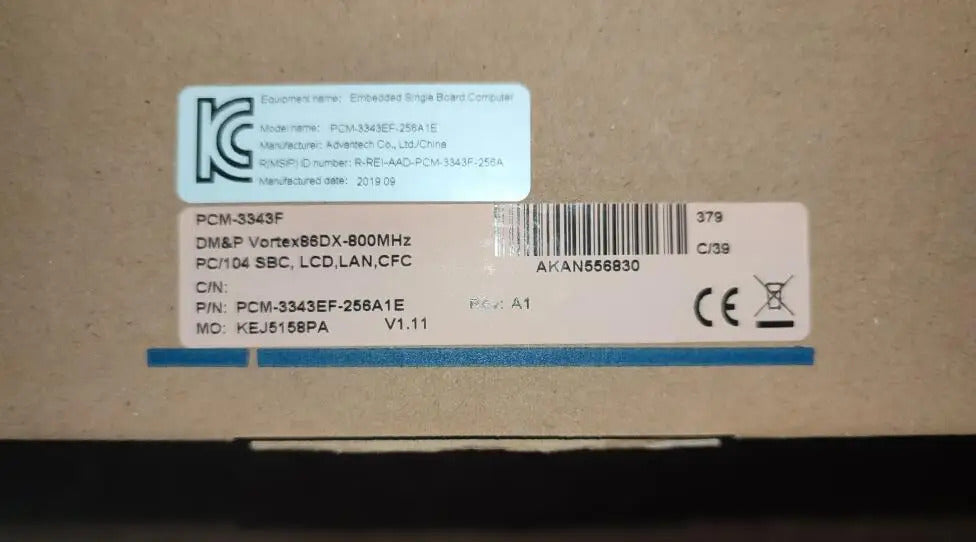 KC
Equipment name: Embedded Single Board Computer
Model name: PCM-3343EF-256A1E
Manufacturer: Advantech Co., Ltd./China
R(MSIP) ID number: R-REI-AAD-PCM-3343F-256A
Manufactured date: 2019 09
PCM-3343F
379
DM&P Vortex86DX-800MHz
C/39
PC/104 SBC, LCD,LAN,CFC
AKAN556830
C/N:
P/N: PCM-3343EF-256A1E
Rev: A1
CE
MO: KEJ5158PA
V1.11